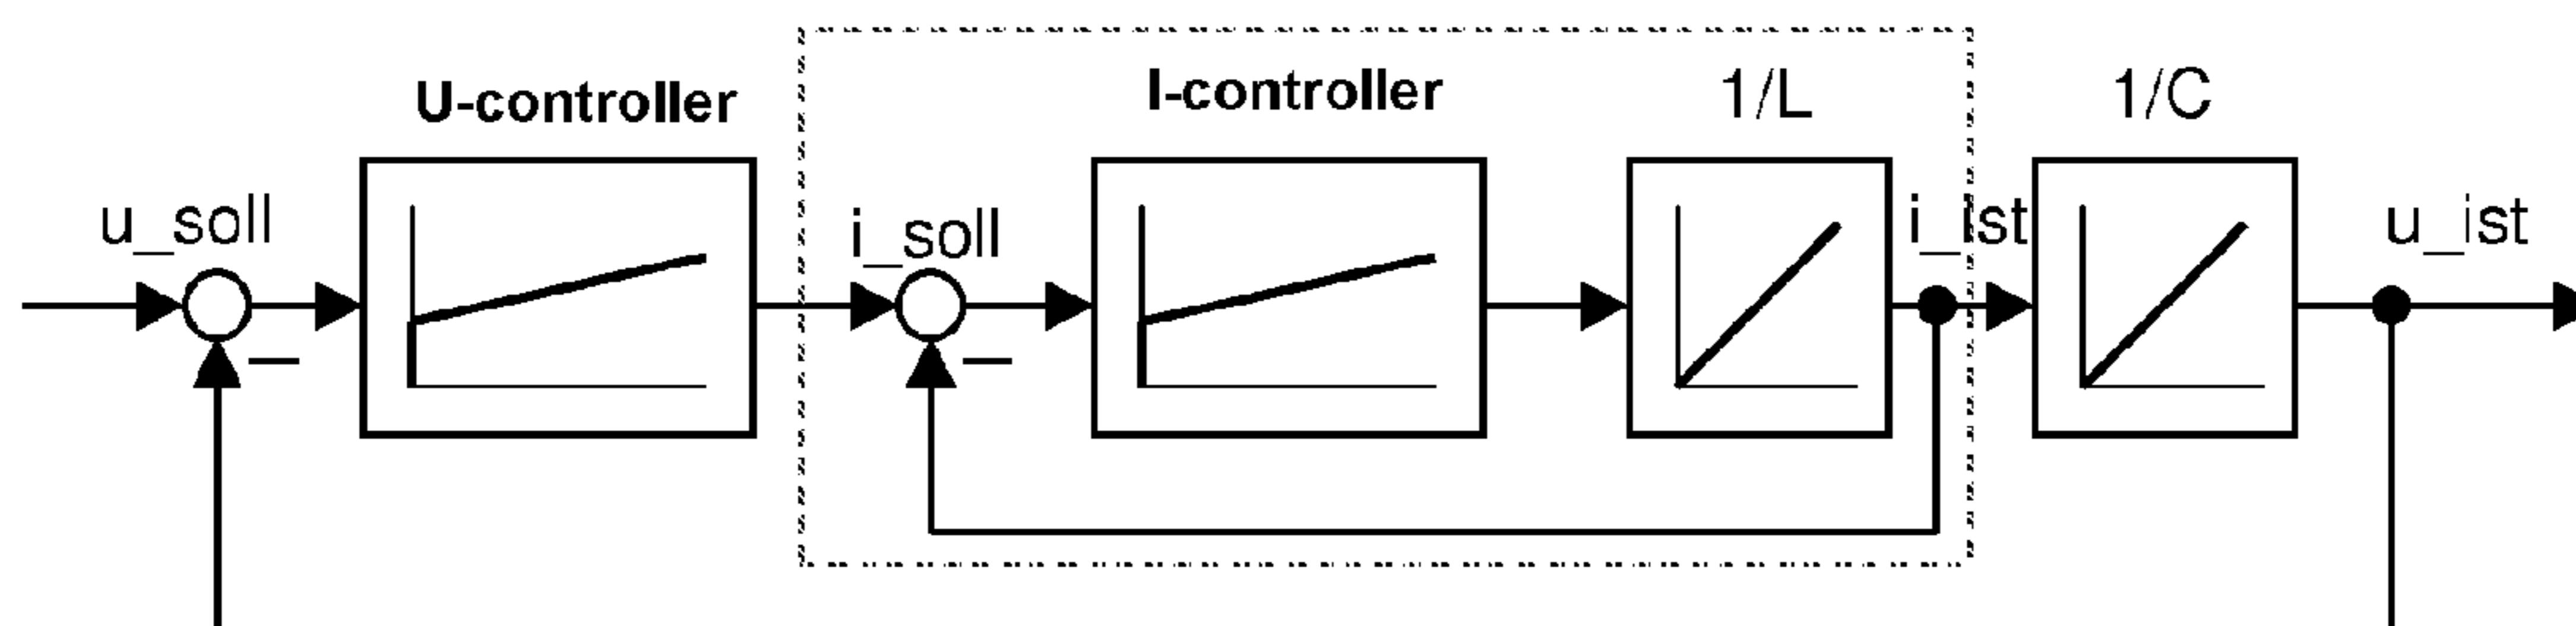 U-controller
I-controller
1/L
1/C
u_soll
i_soll
i_ist
u_ist
−
−